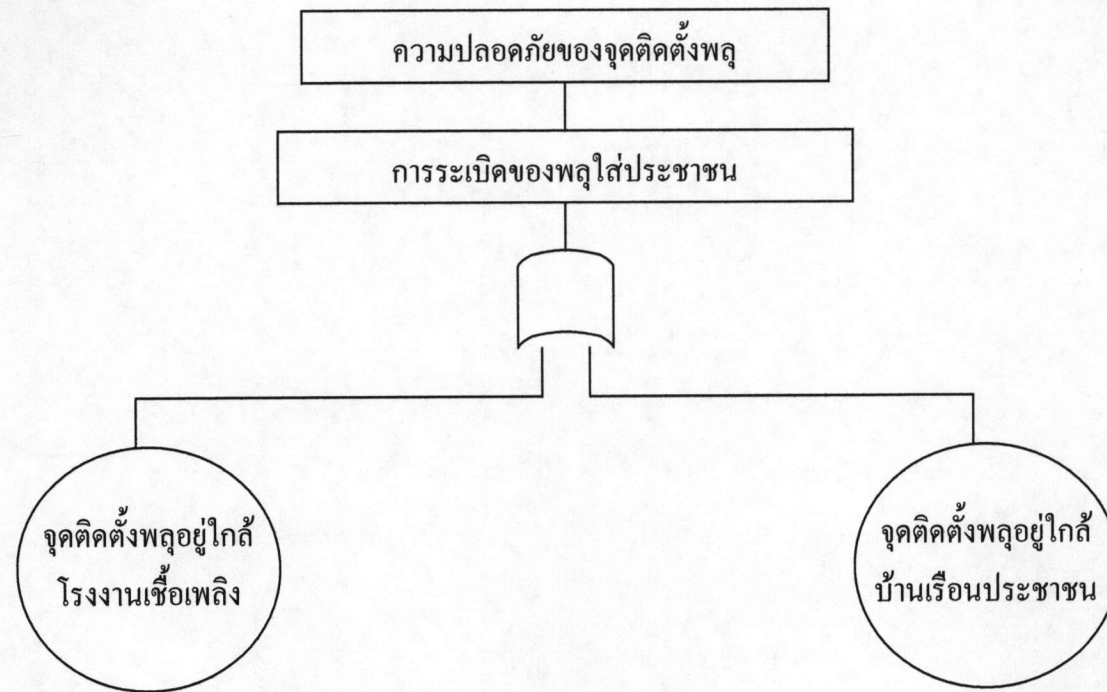 ความปลอดภัยของจุดติดตั้งพลุ
การระเบิดของพลุใส่ประชาชน
จุดติดตั้งพลุอยู่ใกล้
โรงงานเชื้อเพลิง
จุดติดตั้งพลุอยู่ใกล้
บ้านเรือนประชาชน